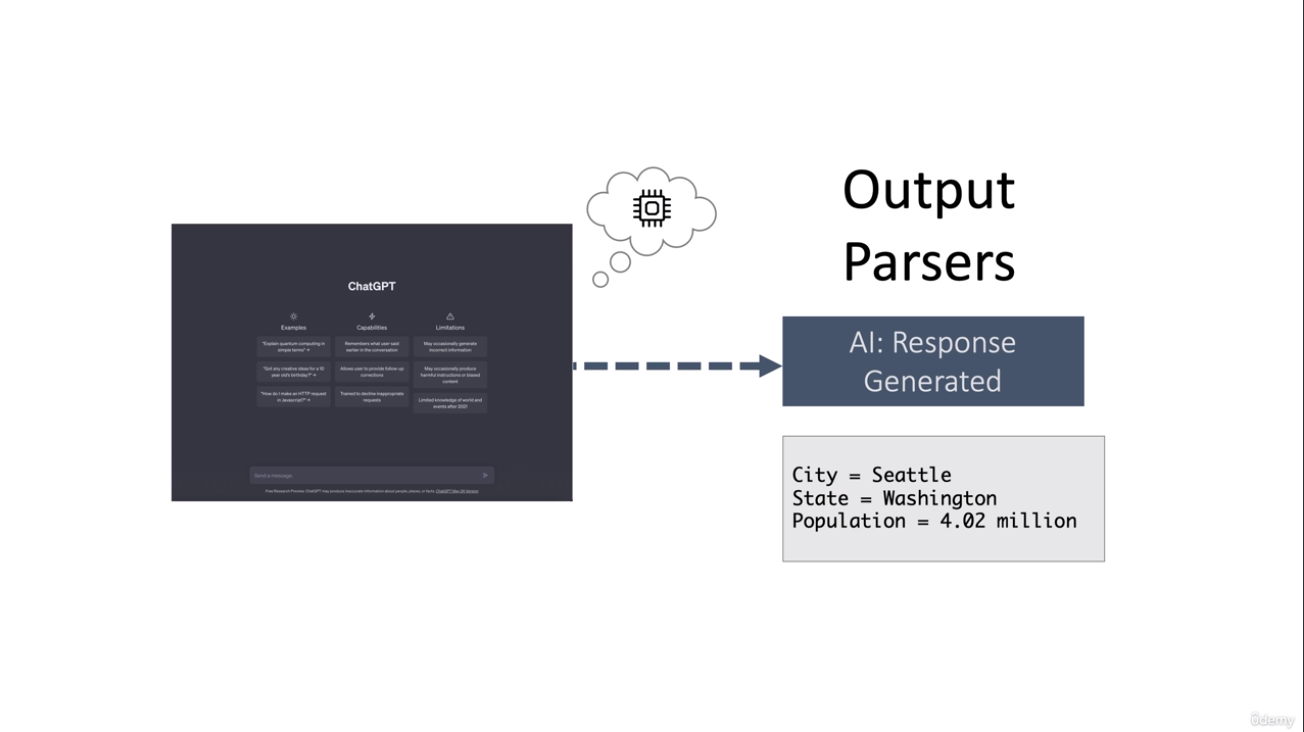 Output
Parsers
ChatGPT
Examples
Capabilities
Limitations
"Explain quantum computing in
simple terms" →
Remembers what user said
earlier in the conversation
May occasionally generate
incorrect information
"Got any creative ideas for a 10
year old's birthday?" →
Allows user to provide follow-up
corrections
May occasionally produce
harmful instructions or biased
content
"How do I make an HTTP request
in Javascript?" →
Trained to decline inappropriate
requests
Limited knowledge of world and
events after 2021
Send a message.
Free Research Preview. ChatGPT may produce inaccurate information about people, places, or facts. ChatGPT May 24 Version
AI: Response
Generated
City = Seattle
State = Washington
Population = 4.02 million
ûdemy